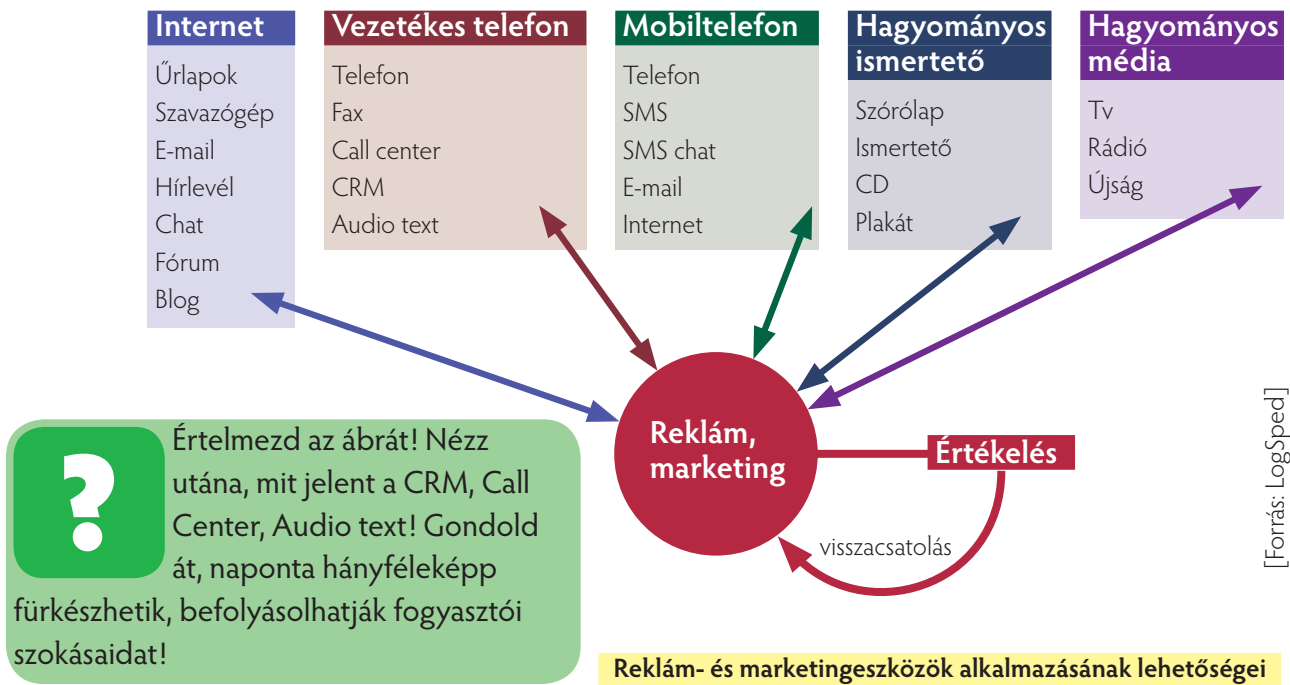 Internet
Űrlapok
Szavazógép
E-mail
Hírlevél
Chat
Fórum
Blog
Vezetékes telefon
Telefon
Fax
Call center
CRM
Audio text
Mobiltelefon
Telefon
SMS
SMS chat
E-mail
Internet
Hagyományos
ismertető
Szórólap
Ismertető
CD
Plakát
Hagyományos
média
Tv
Rádió
Újság
Reklám,
marketing
Értékelés
visszacsatolás
[Forrás: LogSped]
?
Értelmezd az ábrát! Nézz
utána, mit jelent a CRM, Call
Center, Audio text! Gondold
át, naponta hányféleképp
fürkészhetik, befolyásolhatják fogyasztói
szokásaidat!
Reklám- és marketingeszközök alkalmazásának lehetőségei